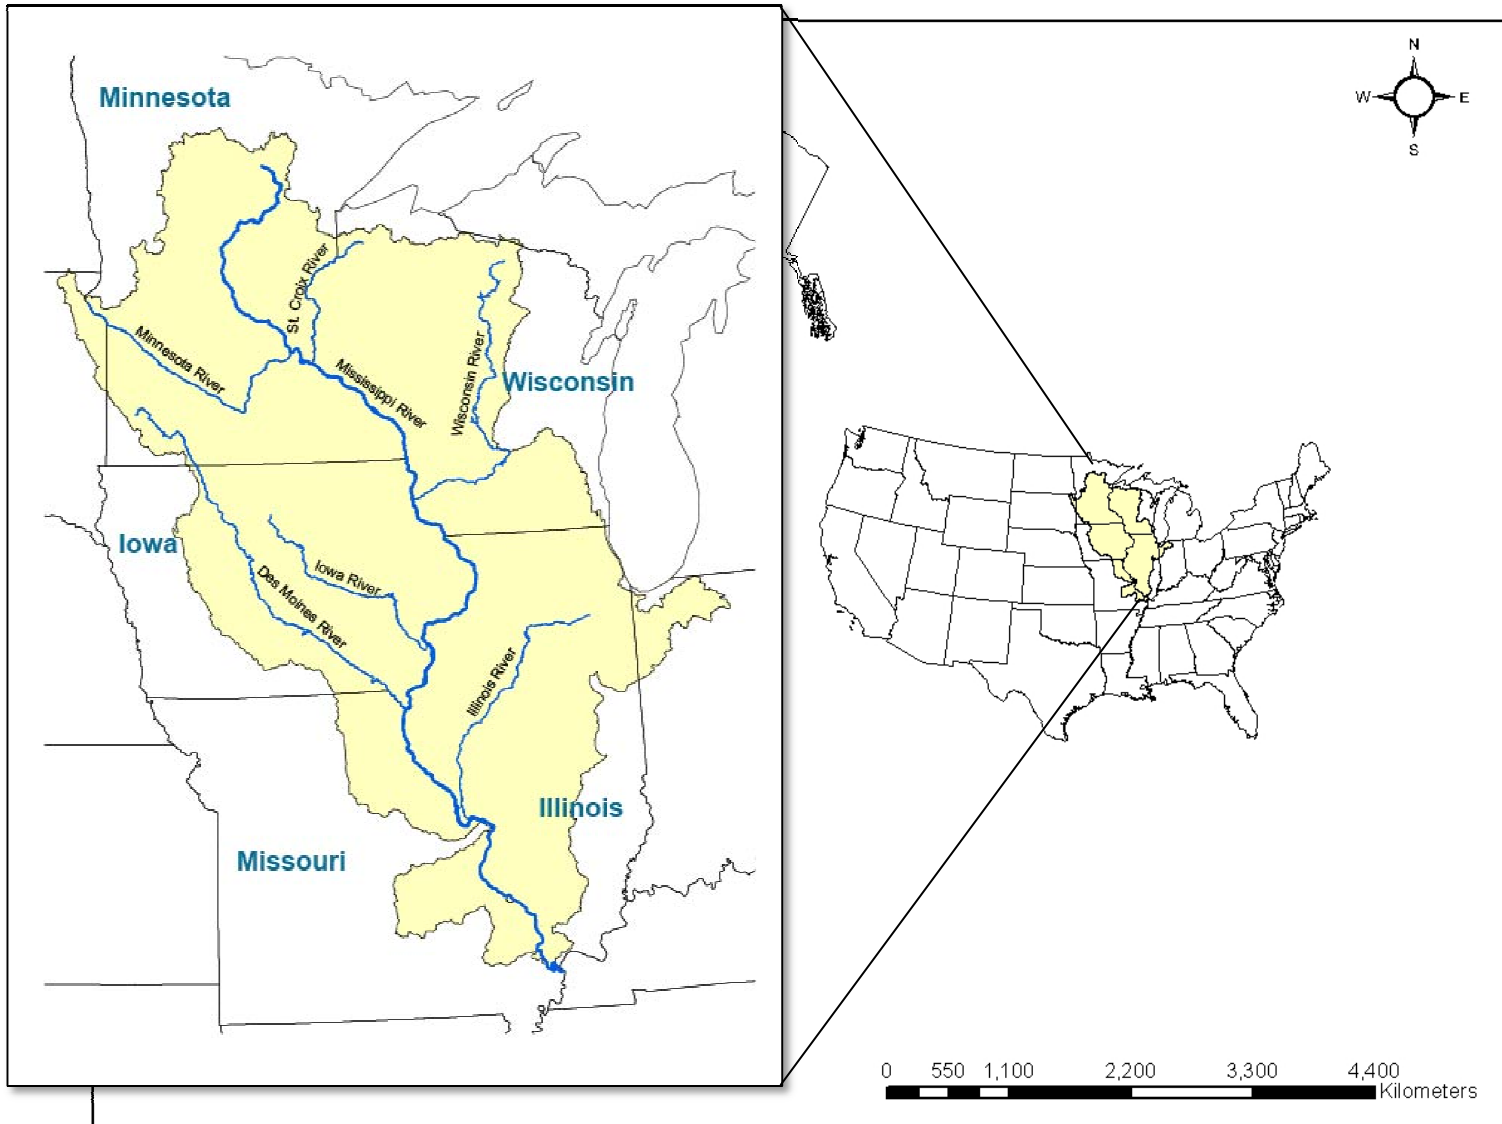 Minnesota
St. Croix River
Minnesota River
Mississippi River
Wisconsin River
Wisconsin
Iowa
Iowa River
Des Moines River
Illinois River
Illinois
Missouri
N
W E
S
0 550 1,100 2,200 3,300 4,400
Kilometers